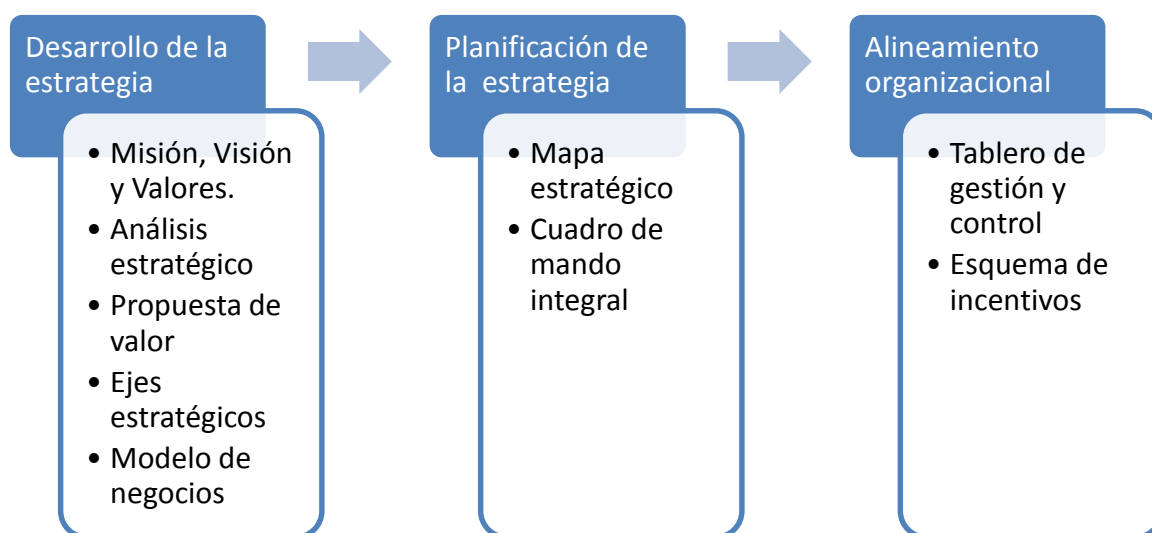 Desarrollo de la
estrategia
• Misión, Visión
y Valores.
• Análisis
estratégico
• Propuesta de
valor
• Ejes
estratégicos
• Modelo de
negocios
Planificación de
la estrategia
• Mapa
estratégico
• Cuadro de
mando
integral
Alineamiento
organizacional
• Tablero de
gestión y
control
• Esquema de
incentivos